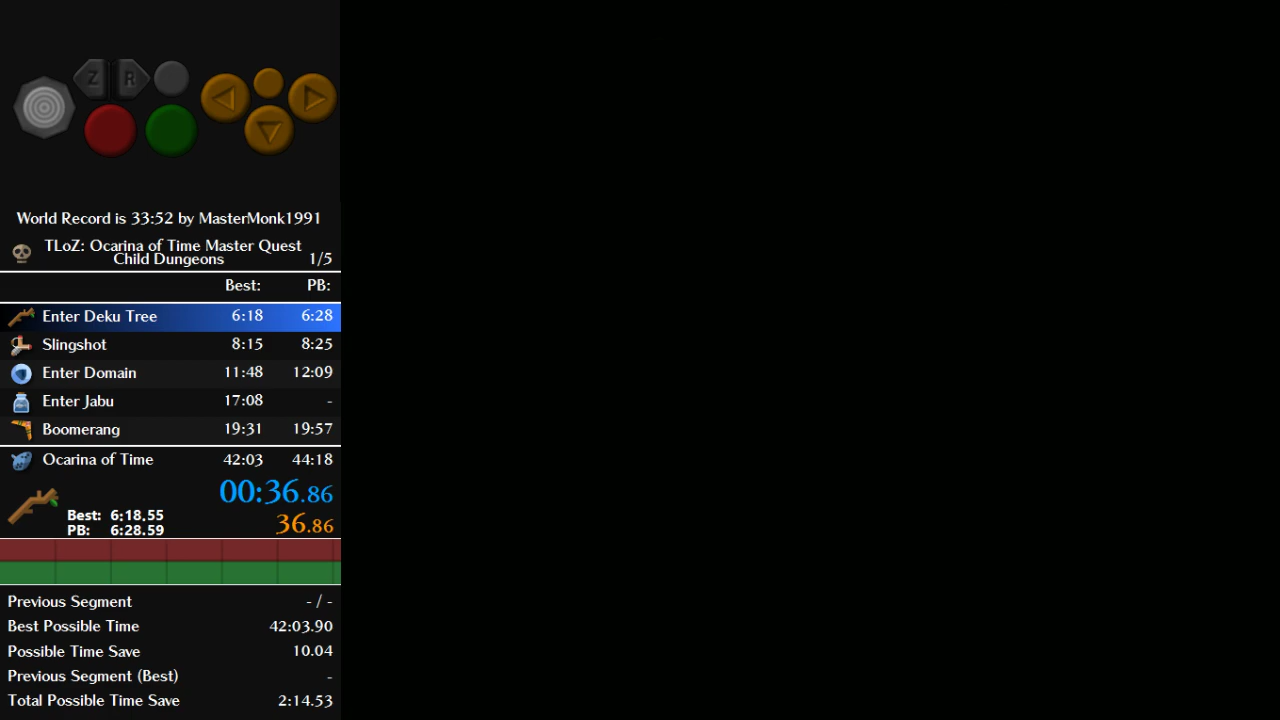 Z R
World Record is 33:52 by MasterMonk1991
TLoZ: Ocarina of Time Master Quest
Child Dungeons 1/5
Best: PB:
Enter Deku Tree 6:18 6:28
Slingshot 8:15 8:25
Enter Domain 11:48 12:09
Enter Jabu 17:08 -
Boomerang 19:31 19:57
Ocarina of Time 42:03 44:18
00:36.86
Best: 6:18.55
PB: 6:28.59
36.86
Previous Segment - / -
Best Possible Time 42:03.90
Possible Time Save 10.04
Previous Segment (Best) -
Total Possible Time Save 2:14.53